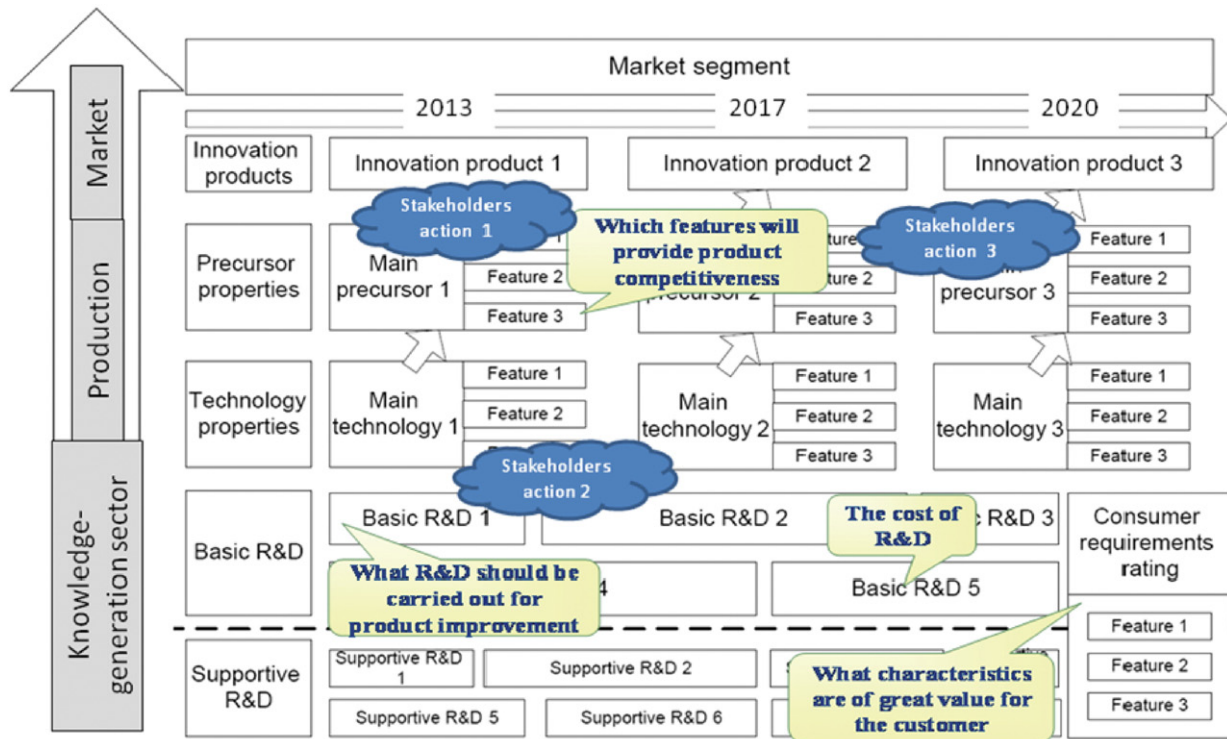 Market segment
2013
2017
2020
Market
Production
Knowledge-
generation sector
Innovation
products
Innovation product 1
Innovation product 2
Innovation product 3
Stakeholders
action 1
Which features will
provide product
competitiveness
Stakeholders
action 3
Precursor
properties
Main
precursor 1
Feature 2
Feature 3
precursor 2
Feature 2
Feature 3
precursor 3
Feature 1
Feature 2
Feature 3
Technology
properties
Main
technology 1
Feature 1
Feature 2
Main
technology 2
Feature 1
Feature 2
Feature 3
Main
technology 3
Feature 1
Feature 2
Feature 3
Stakeholders
action 2
Basic R&D
Basic R&D 1
Basic R&D 2
R&D 3
The cost of
R&D
What R&D should be
carried out for
product improvement
4
Basic R&D 5
Consumer
requirements
rating
Feature 1
Feature 2
Feature 3
Supportive
R&D
Supportive R&D
1
Supportive R&D 2
What characteristics
are of great value for
the customer
Supportive R&D 5
Supportive R&D 6